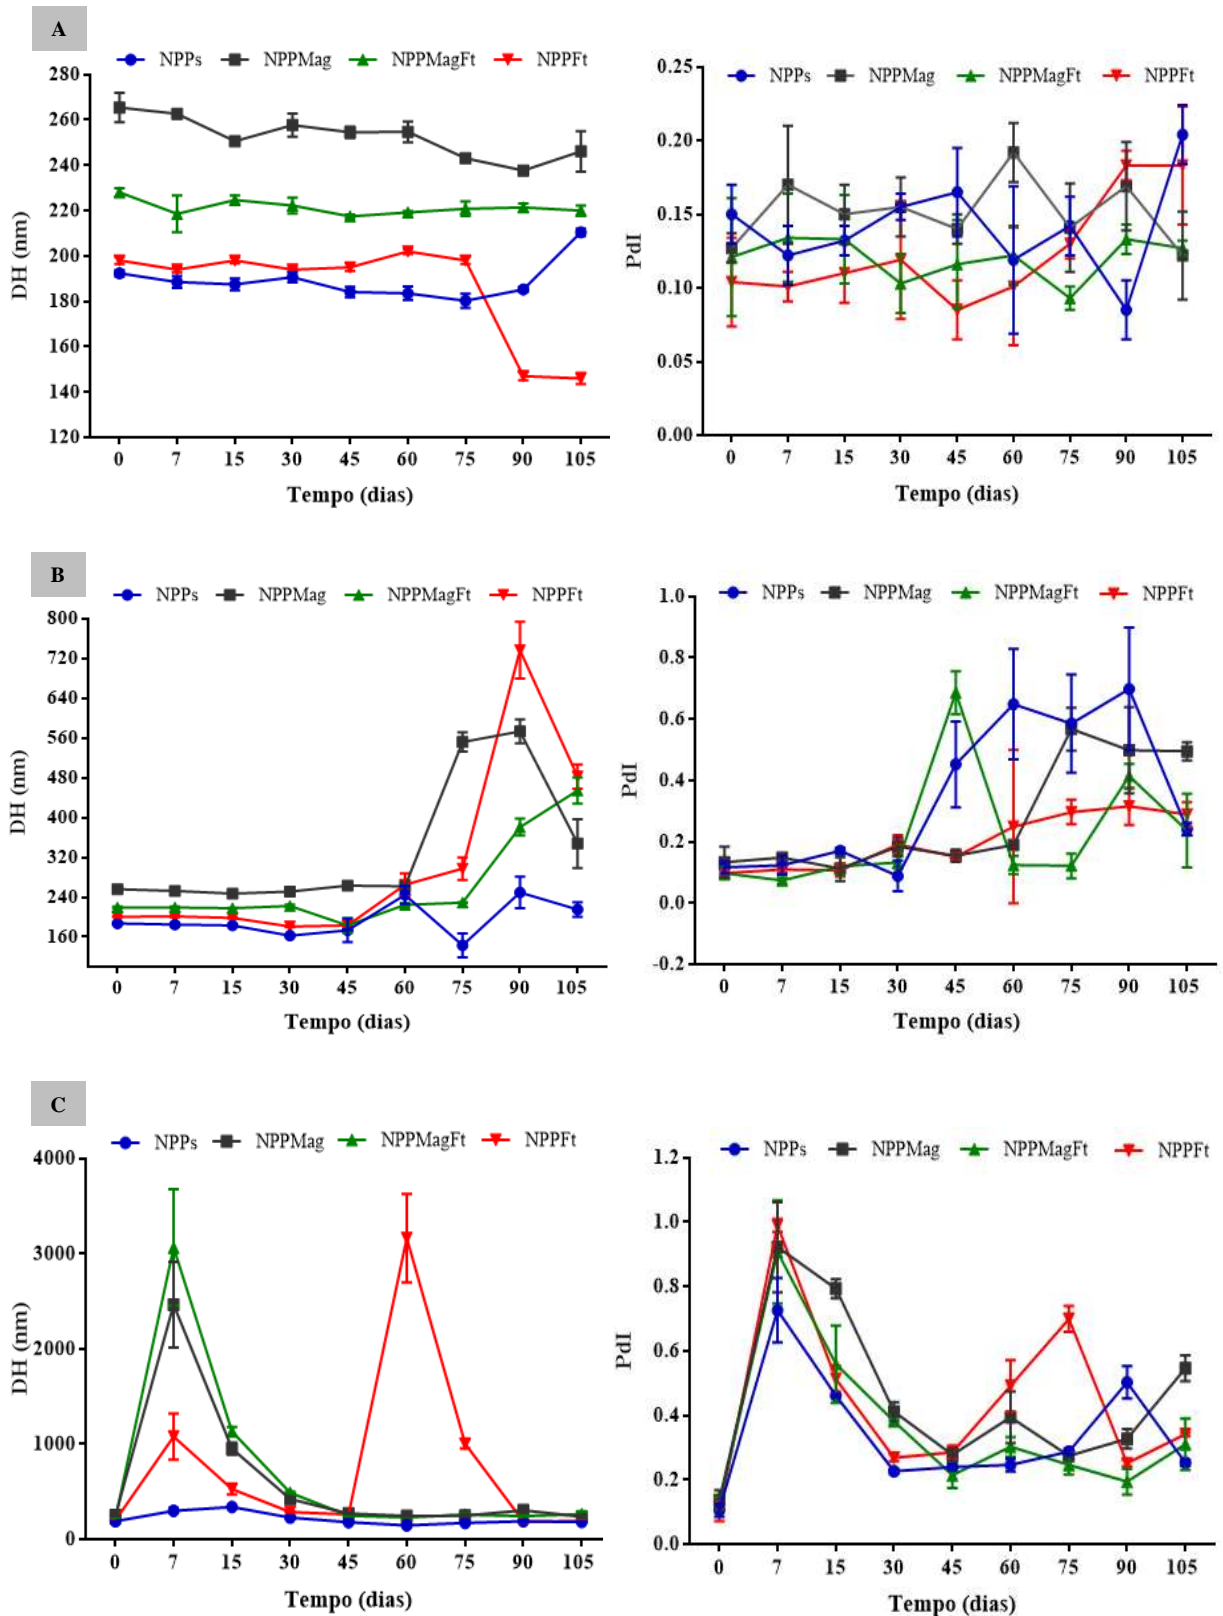 A
NPPs NPPMag NPPMagFt NPPFt
280
260
240
220
200
180
160
140
120
DH (nm)
0 7 15 30 45 60 75 90 105
Tempo (dias)
NPPs NPPMag NPPMagFt NPPFt
0.25
0.20
0.15
0.10
0.05
0.00
PdI
0 7 15 30 45 60 75 90 105
Tempo (dias)
B
NPPs NPPMag NPPMagFt NPPFt
800
720
640
560
480
400
320
240
160
DH (nm)
0 7 15 30 45 60 75 90 105
Tempo (dias)
NPPs NPPMag NPPMagFt NPPFt
1.0
0.8
0.6
0.4
0.2
0.0
-0.2
PdI
0 7 15 30 45 60 75 90 105
Tempo (dias)
C
NPPs NPPMag NPPMagFt NPPFt
4000
3000
2000
1000
0
DH (nm)
0 7 15 30 45 60 75 90 105
Tempo (dias)
NPPs NPPMag NPPMagFt NPPFt
1.2
1.0
0.8
0.6
0.4
0.2
0.0
PdI
0 7 15 30 45 60 75 90 105
Tempo (dias)